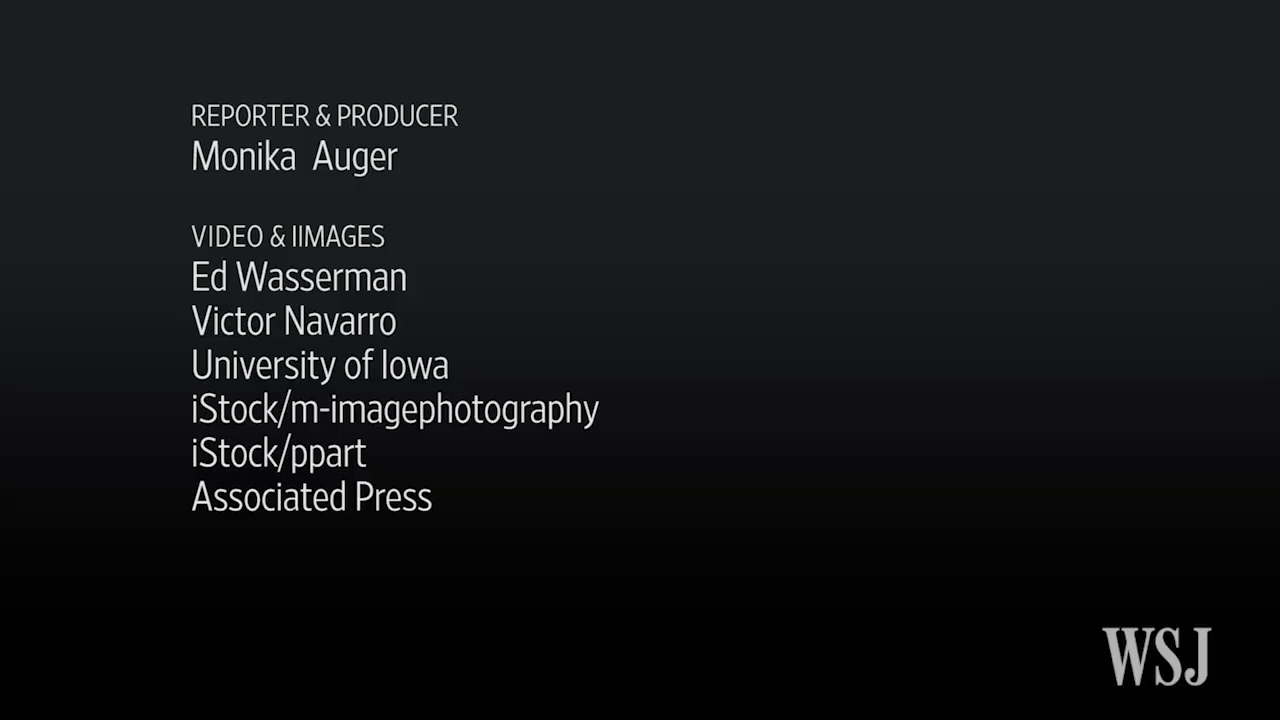 REPORTER & PRODUCER
Monika  Auger
VIDEO & IIMAGES
Ed Wasserman
Victor Navarro
University of Iowa
iStock/m-imagephotography
iStock/ppart
Associated Press
WSJ